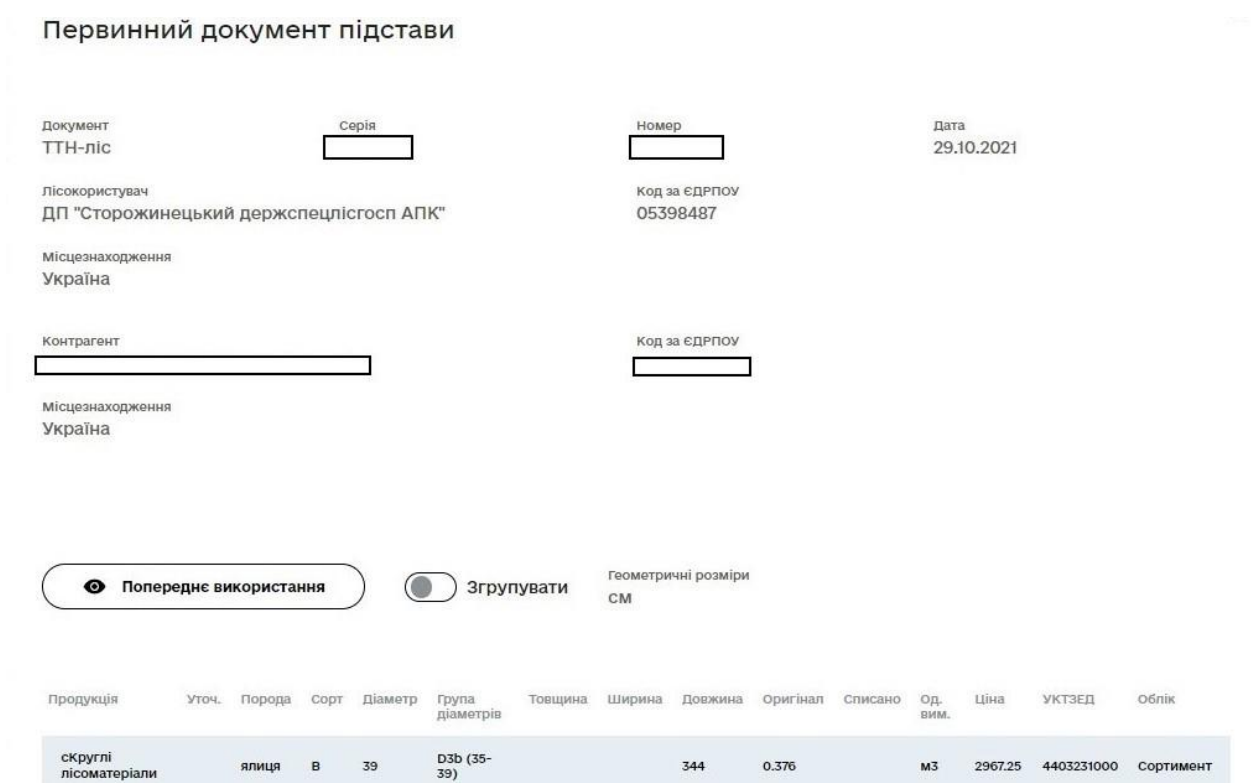 Первинний документ підстави
Документ Серія Номер Дата
ТТН-ліс 29.10.2021
Лісокористувач Код за ЄДРПОУ
ДП "Сторожинецький держспецлісгосп АПК" 05398487
Місцезнаходження
Україна
Контрагент Код за ЄДРПОУ
Місцезнаходження
Україна
Попереднє використання Згрупувати Геометричні розміри
СМ
Продукція Уточ. Порода Сорт Діаметр Група діаметрів Товщина Ширина Довжина Оригінал Списано Од. вим. Ціна УКТЗЕД Облік
сКруглі лісоматеріали ялиця В 39 D3b (35-39) 344 0.376 м3 2967.25 4403231000 Сортимент